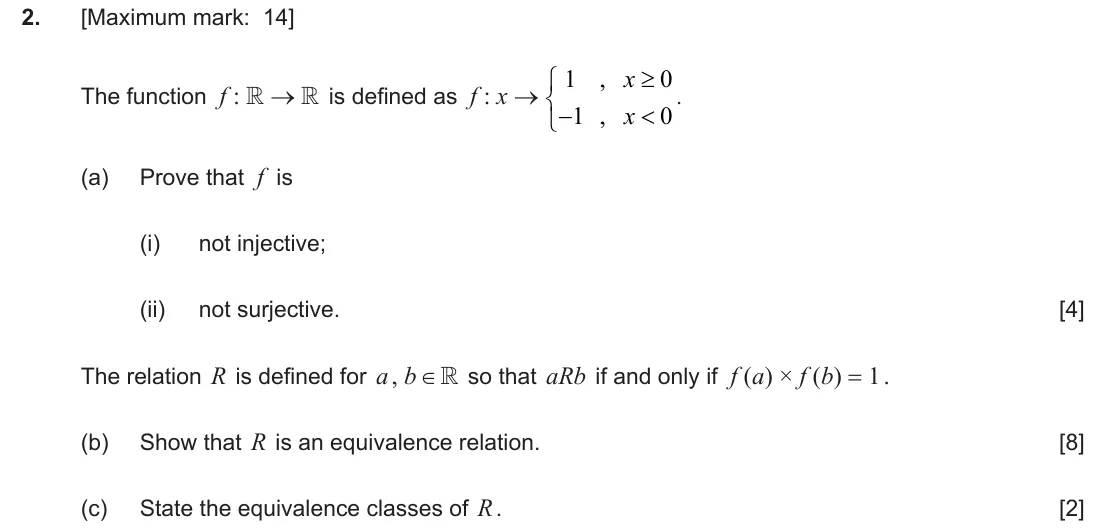 2. [Maximum mark: 14]
The function f : ℝ → ℝ is defined as f : x → { 1 , x ≥ 0
−1 , x < 0 .
(a) Prove that f is
(i) not injective;
(ii) not surjective. [4]
The relation R is defined for a , b ∈ ℝ so that aRb if and only if f(a) × f(b) = 1 .
(b) Show that R is an equivalence relation. [8]
(c) State the equivalence classes of R . [2]